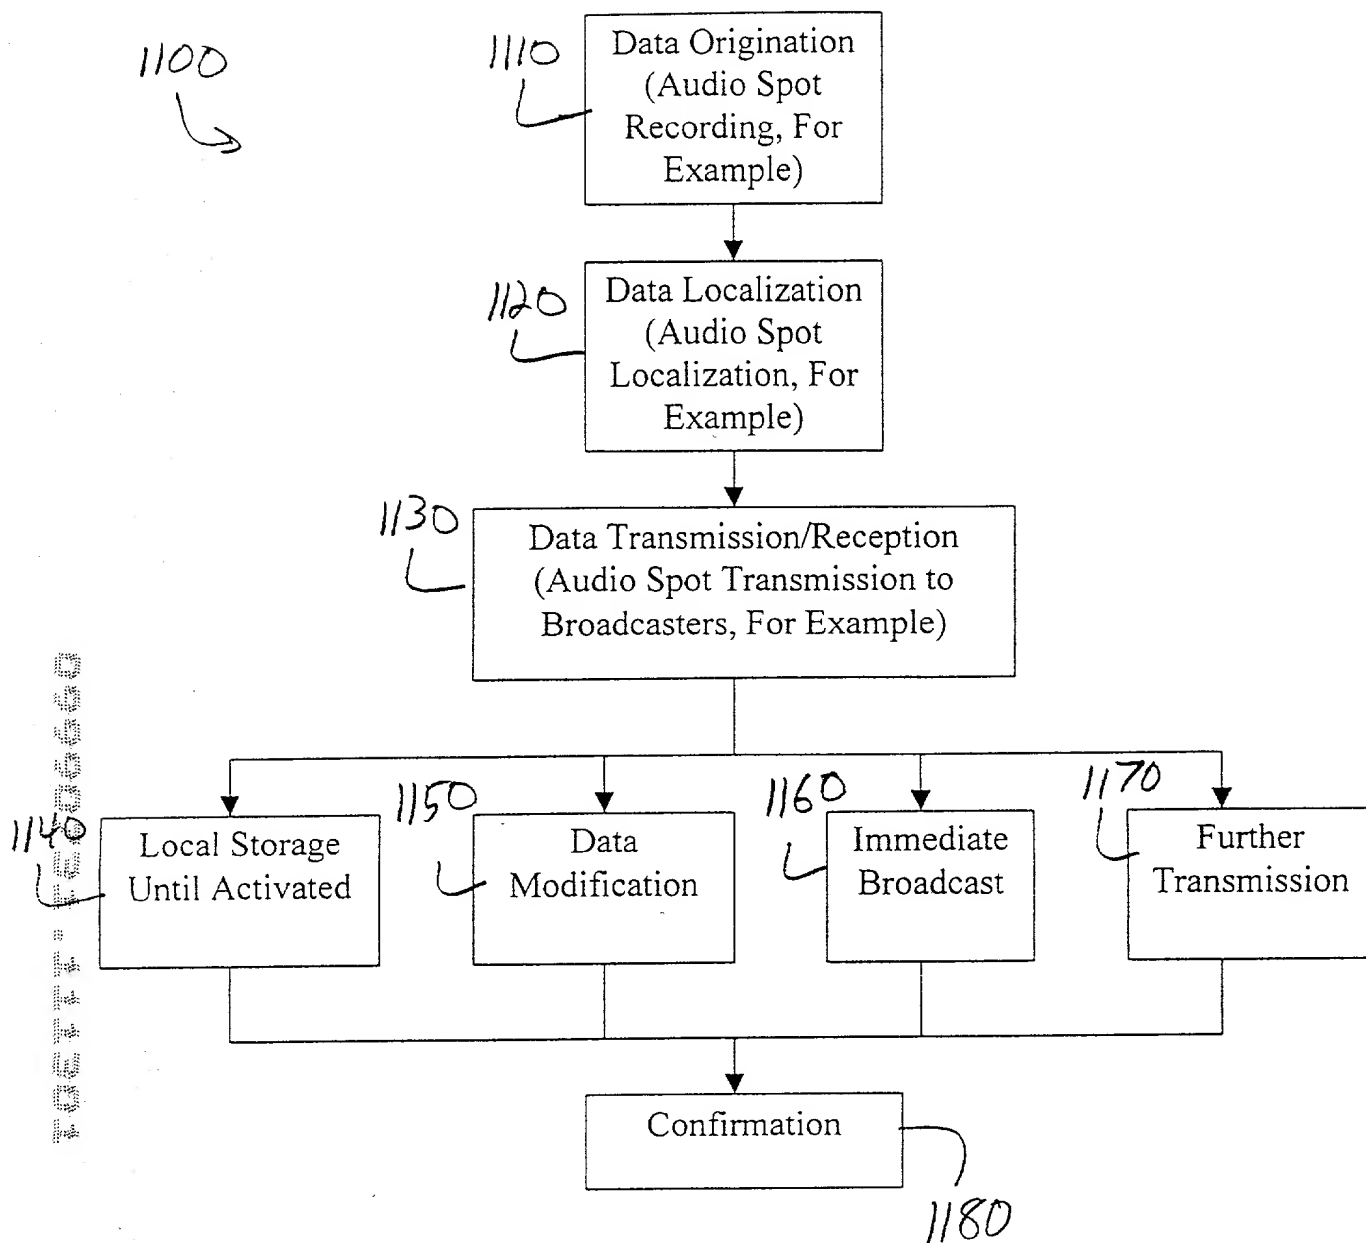 1100
1110
Data Origination
(Audio Spot
Recording, For
Example)
1120
Data Localization
(Audio Spot
Localization, For
Example)
1130
Data Transmission/Reception
(Audio Spot Transmission to
Broadcasters, For Example)
1140
Local Storage
Until Activated
1150
Data
Modification
1160
Immediate
Broadcast
1170
Further
Transmission
Confirmation
1180